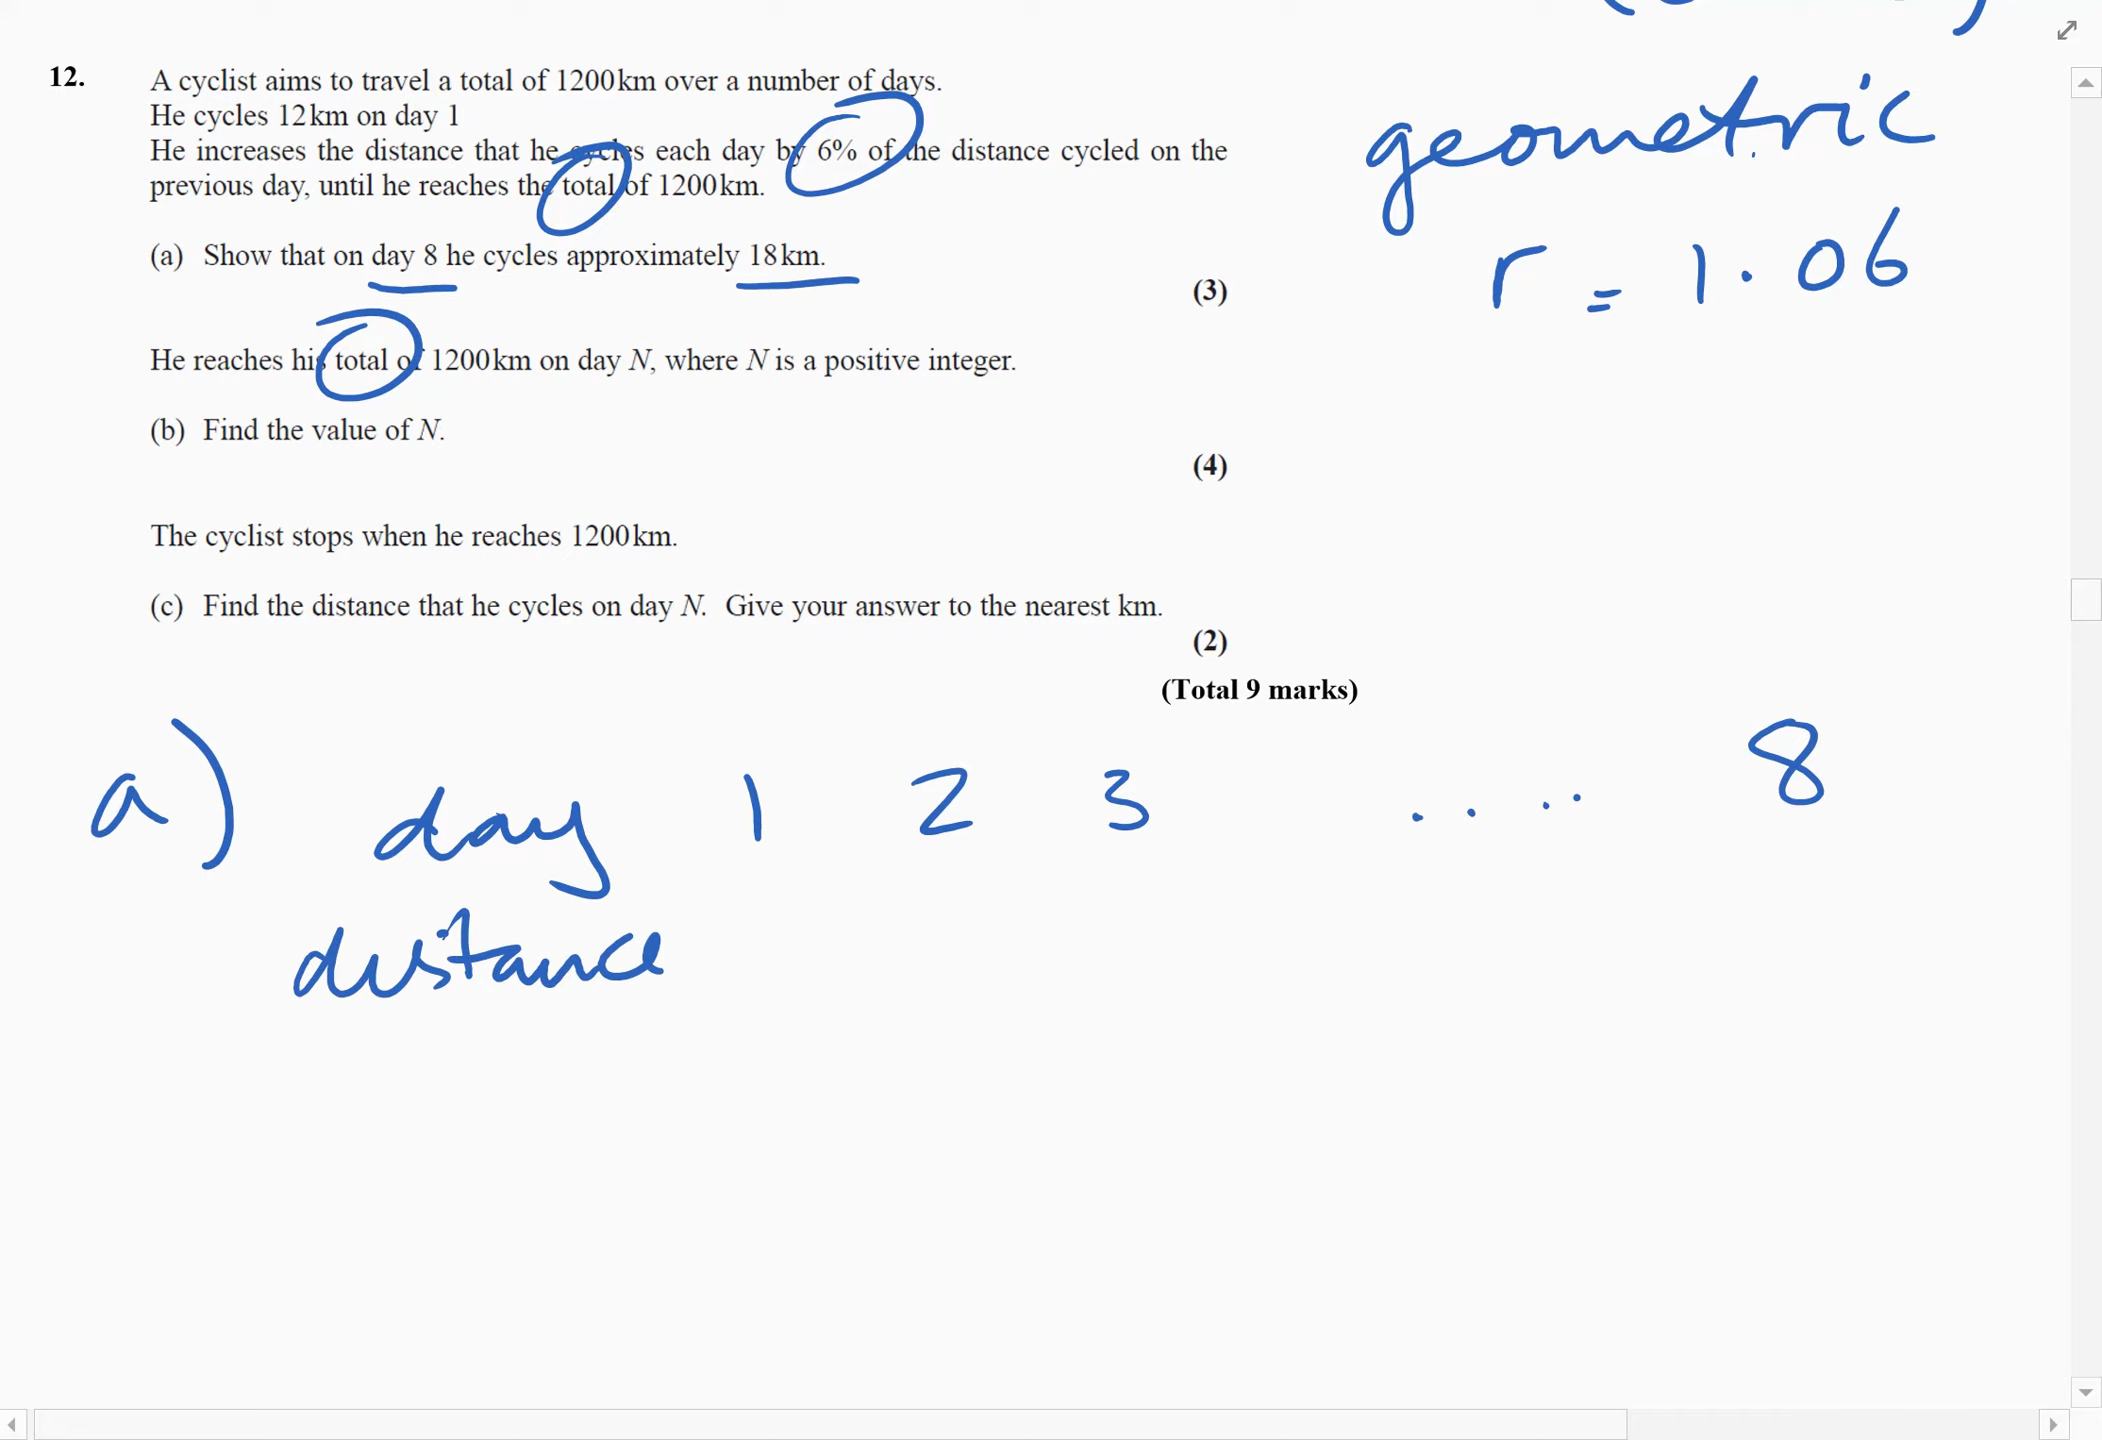 12. A cyclist aims to travel a total of 1200km over a number of days.
He cycles 12km on day 1
He increases the distance that he cycles each day by 6% of the distance cycled on the
previous day, until he reaches the total of 1200km.
geometric
r = 1.06
(a) Show that on day 8 he cycles approximately 18km.
(3)
He reaches his total of 1200km on day N, where N is a positive integer.
(b) Find the value of N.
(4)
The cyclist stops when he reaches 1200km.
(c) Find the distance that he cycles on day N. Give your answer to the nearest km.
(2)
(Total 9 marks)
a) day 1 2 3 .... 8
distance